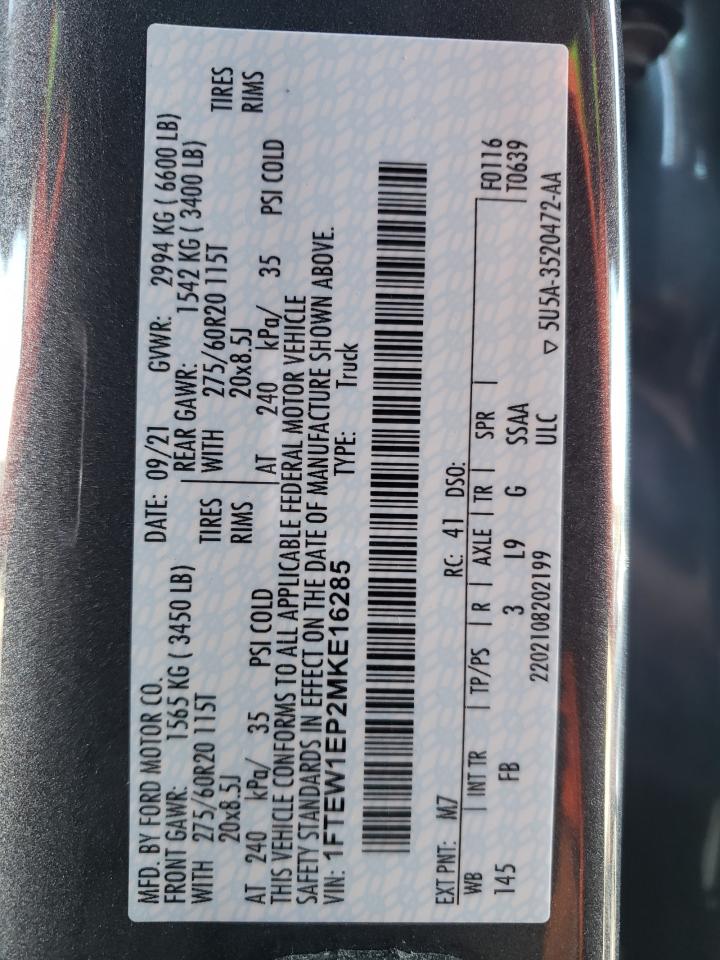 MFD. BY FORD MOTOR CO. DATE: 09/21 GVWR: 2994 KG ( 6600 LB)
FRONT GAWR: 1565 KG ( 3450 LB) REAR GAWR: 1542 KG ( 3400 LB)
WITH 275/60R20 115T TIRES WITH 275/60R20 115T TIRES
20x8.5J RIMS 20x8.5J RIMS
AT 240 kPa/ 35 PSI COLD AT 240 kPa/ 35 PSI COLD
THIS VEHICLE CONFORMS TO ALL APPLICABLE FEDERAL MOTOR VEHICLE
SAFETY STANDARDS IN EFFECT ON THE DATE OF MANUFACTURE SHOWN ABOVE.
VIN: 1FTEW1EP2MKE16285 TYPE: Truck
EXT PNT: M7 RC: 41 DSO: F0116
WB INT TR TP/PS R AXLE TR SPR T0639
145 FB 3 L9 G SSAA
2202108202199 ULC ▽ 5U5A-3520472-AA